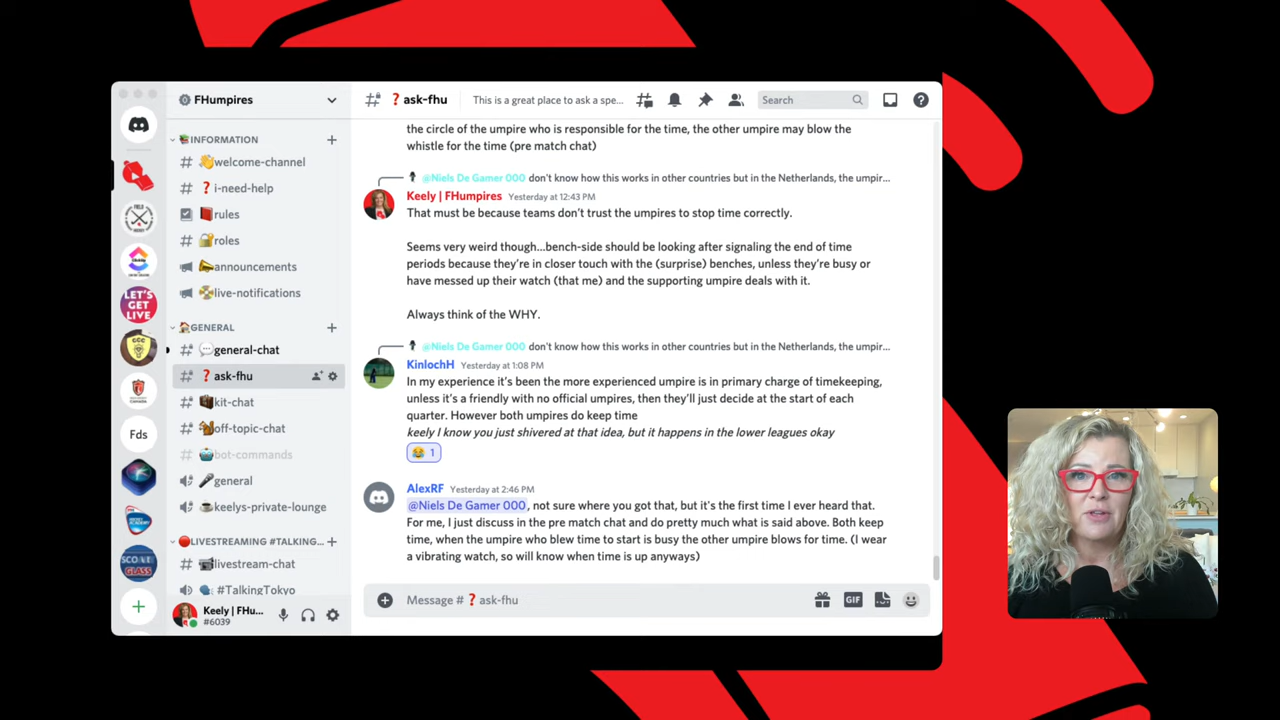 FHumpires
INFORMATION
# 👋welcome-channel
# ❓i-need-help
📕rules
# 🔐roles
📣announcements
live-notifications
GENERAL
💬general-chat
❓ask-fhu
# kit-chat
off-topic-chat
# 🤖bot-commands
🎤general
☕keelys-private-lounge
🔴LIVESTREAMING #TALKING...
# livestream-chat
#TalkingTokyo
Keely | FHu...
#6039
LET'S
GET
LIVE
CCC
Fds
HOCKEY
ACADEMY
GLASS
❓ask-fhu
This is a great place to ask a spe...
Search
the circle of the umpire who is responsible for the time, the other umpire may blow the
whistle for the time (pre match chat)
@Niels De Gamer 000 don't know how this works in other countries but in the Netherlands, the umpir...
Keely | FHumpires Yesterday at 12:43 PM
That must be because teams don't trust the umpires to stop time correctly.
Seems very weird though...bench-side should be looking after signaling the end of time
periods because they're in closer touch with the (surprise) benches, unless they're busy or
have messed up their watch (that me) and the supporting umpire deals with it.
Always think of the WHY.
@Niels De Gamer 000 don't know how this works in other countries but in the Netherlands, the umpir...
KinlochH Yesterday at 1:08 PM
In my experience it's been the more experienced umpire is in primary charge of timekeeping,
unless it's a friendly with no official umpires, then they'll just decide at the start of each
quarter. However both umpires do keep time
keely I know you just shivered at that idea, but it happens in the lower leagues okay
😂 1
AlexRF Yesterday at 2:46 PM
@Niels De Gamer 000, not sure where you got that, but it's the first time I ever heard that.
For me, I just discuss in the pre match chat and do pretty much what is said above. Both keep
time, when the umpire who blew time to start is busy the other umpire blows for time. (I wear
a vibrating watch, so will know when time is up anyways)
Message # ❓ask-fhu
GIF